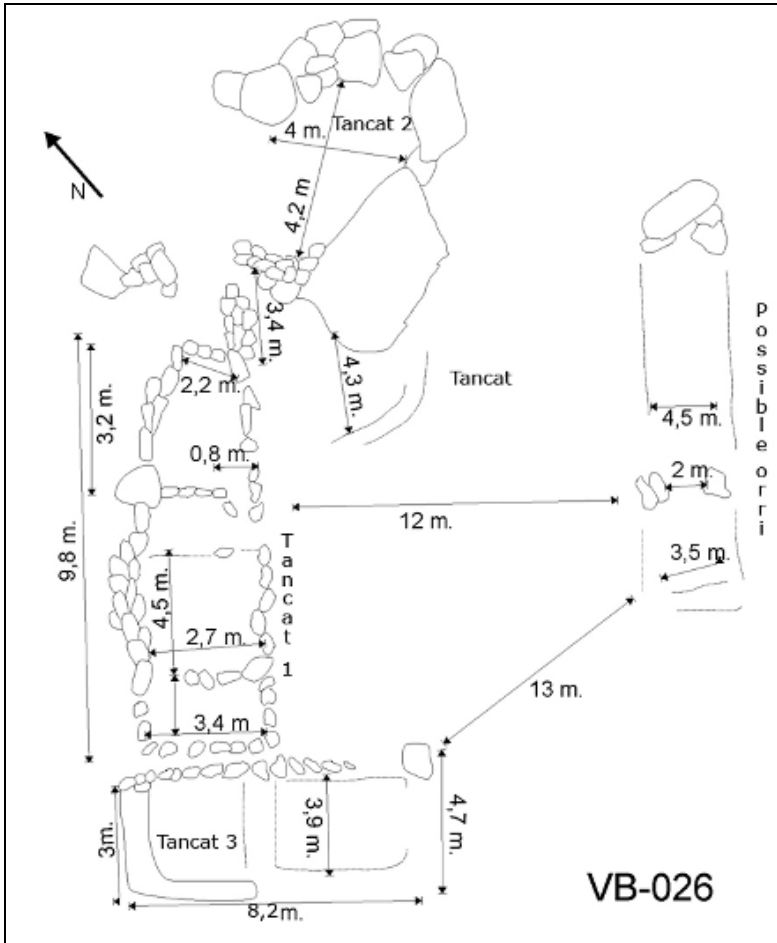 Tancat 2
4 m.
N
4,2 m
3,4 m.
2,2 m.
4,3 m.
Tancat
possible orri
3,2 m.
4,5 m.
0,8 m.
2 m.
12 m.
9,8 m.
Tancat 1
3,5 m.
4,5 m.
2,7 m.
13 m.
3,4 m
3m.
Tancat 3
3,9 m.
4,7 m.
8,2m.
VB-026